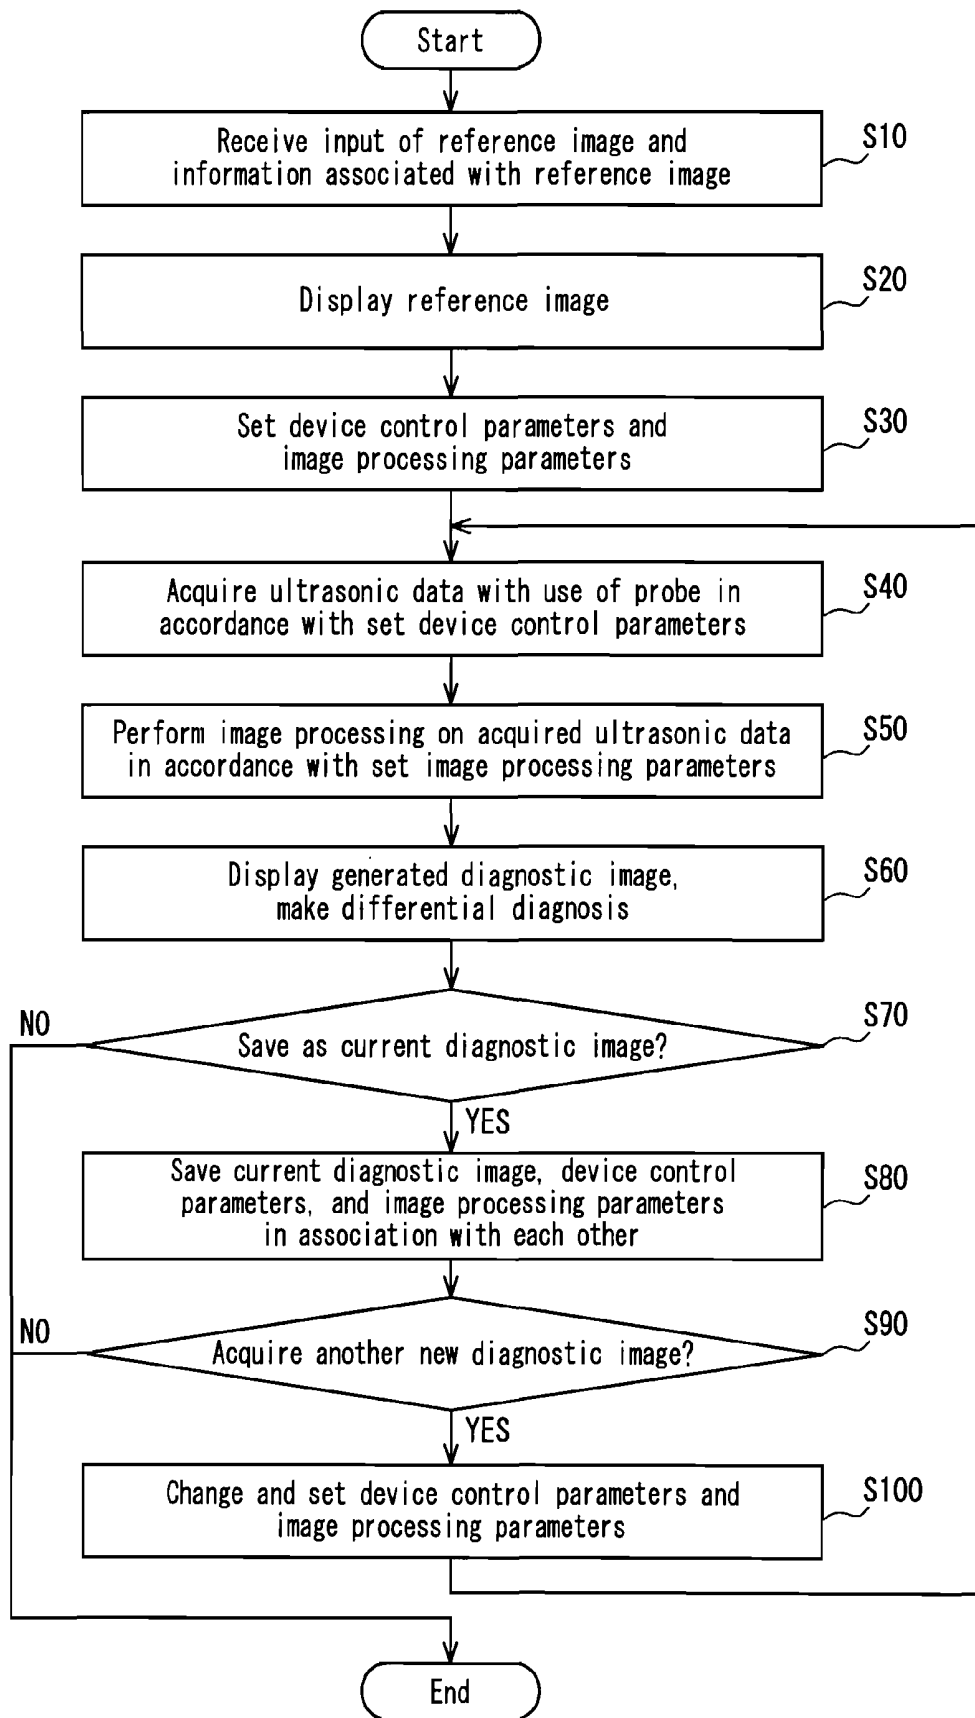 Start
Receive input of reference image and
information associated with reference image
S10
Display reference image
S20
Set device control parameters and
image processing parameters
S30
Acquire ultrasonic data with use of probe in
accordance with set device control parameters
S40
Perform image processing on acquired ultrasonic data
in accordance with set image processing parameters
S50
Display generated diagnostic image,
make differential diagnosis
S60
NO
Save as current diagnostic image?
S70
YES
Save current diagnostic image, device control
parameters, and image processing parameters
in association with each other
S80
NO
Acquire another new diagnostic image?
S90
YES
Change and set device control parameters and
image processing parameters
S100
End